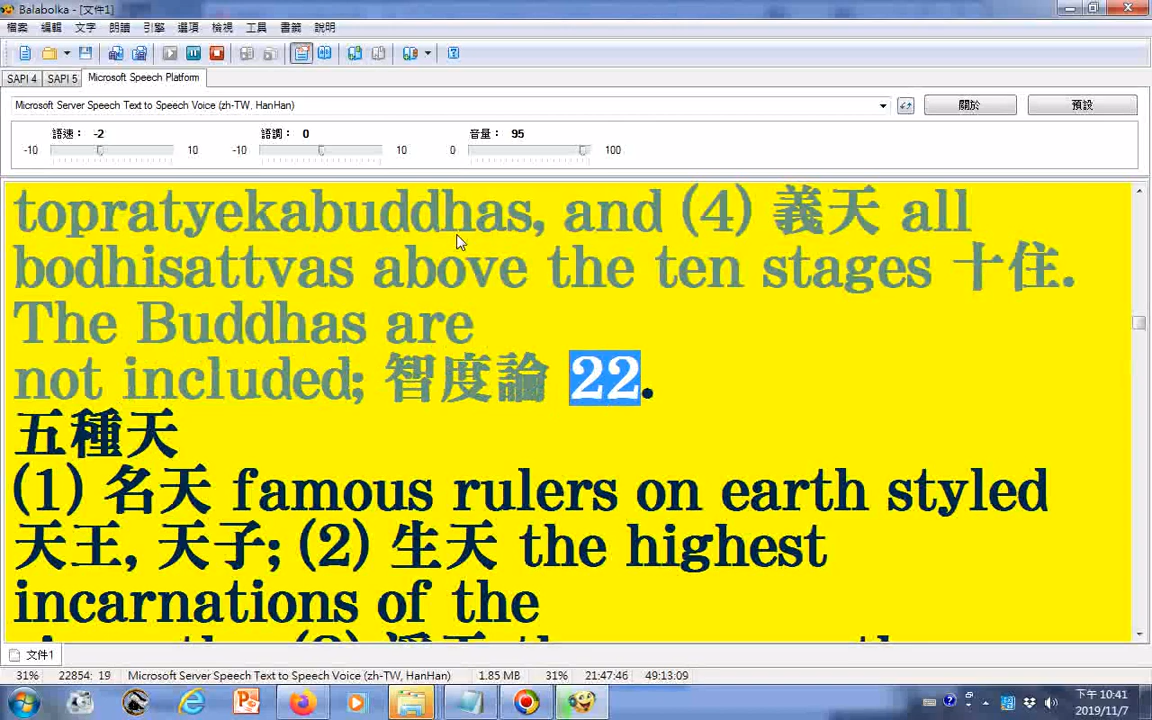 Balabolka - [文件1]
檔案 編輯 文字 朗讀 引擎 選項 檢視 工具 書籤 說明
SAPI 4 SAPI 5 Microsoft Speech Platform
Microsoft Server Speech Text to Speech Voice (zh-TW, HanHan) 關於 預設
語速： -2 語調： 0 音量： 95
-10 10 -10 10 0 100
topratyekabuddhas, and (4) 義天 all
bodhisattvas above the ten stages 十住.
The Buddhas are
not included; 智度論 22.
五種天
(1) 名天 famous rulers on earth styled
天王, 天子; (2) 生天 the highest
incarnations of the
文件1
31% 22854: 19 Microsoft Server Speech Text to Speech Voice (zh-TW, HanHan) 1.85 MB 31% 21:47:46 49:13:09
下午 10:41
2019/11/7